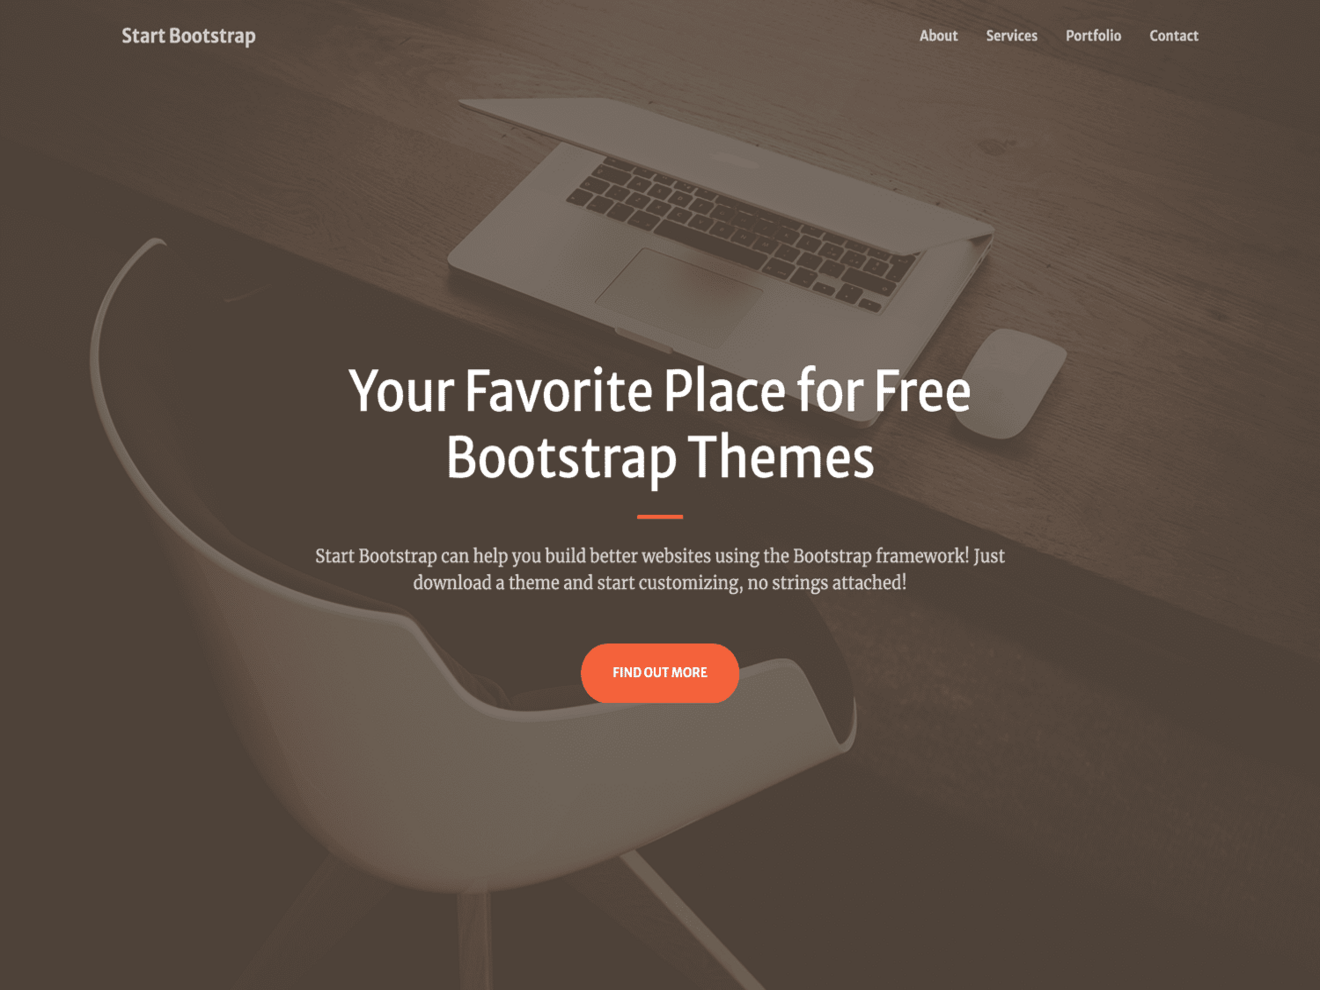 Start Bootstrap
About Services Portfolio Contact
Your Favorite Place for Free
Bootstrap Themes
Start Bootstrap can help you build better websites using the Bootstrap framework! Just
download a theme and start customizing, no strings attached!
FIND OUT MORE